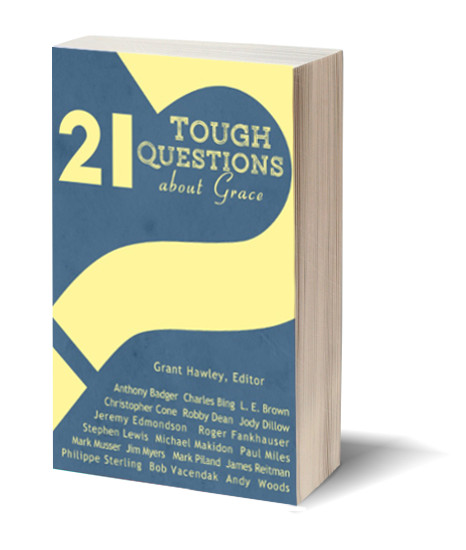 21 TOUGH
QUESTIONS
about Grace
Grant Hawley, Editor
Anthony Badger Charles Bing L. E. Brown
Christopher Cone Robby Dean Jody Dillow
Jeremy Edmondson Roger Fankhauser
Stephen Lewis Michael Makidon Paul Miles
Mark Musser Jim Myers Mark Piland James Reitman
Philippe Sterling Bob Vacendak Andy Woods